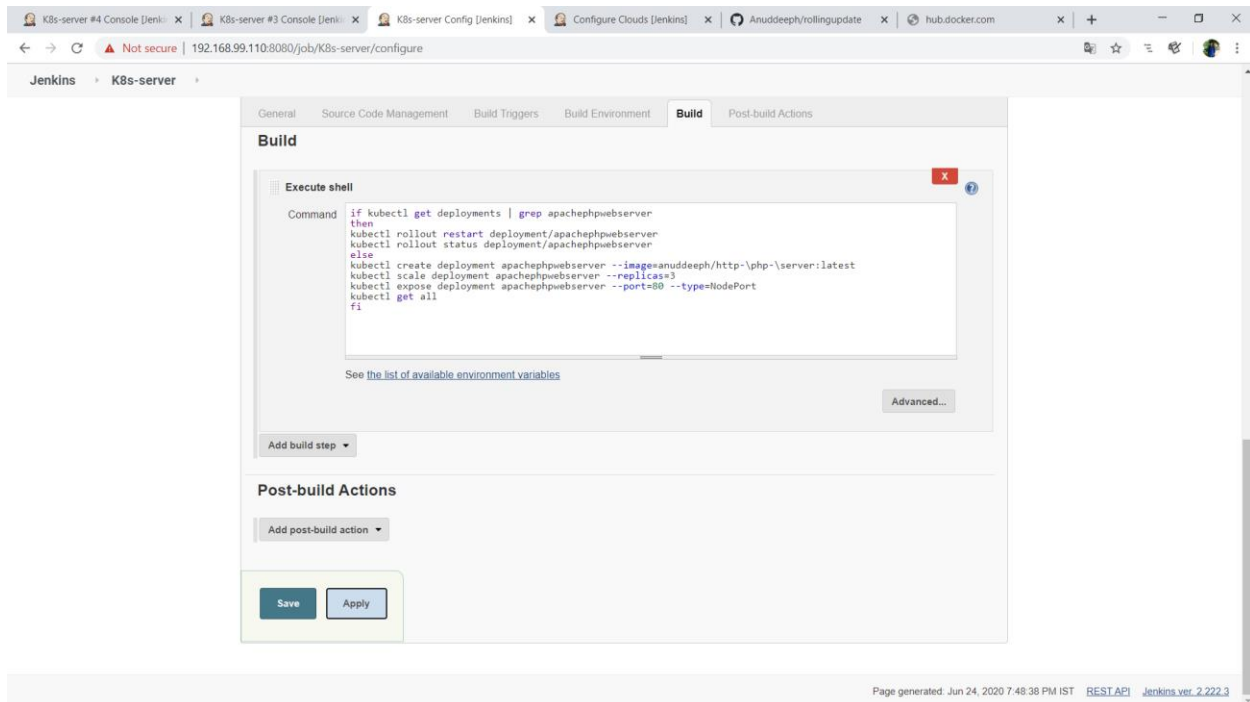 K8s-server #4 Console [Jenki
K8s-server #3 Console [Jenki
K8s-server Config [Jenkins]
Configure Clouds [Jenkins]
Anuddeeph/rollingupdate
hub.docker.com
Not secure | 192.168.99.110:8080/job/K8s-server/configure
Jenkins K8s-server
General Source Code Management Build Triggers Build Environment Build Post-build Actions
Build
X
Execute shell
Command
if kubectl get deployments | grep apachephpwebserver
then
kubectl rollout restart deployment/apachephpwebserver
kubectl rollout status deployment/apachephpwebserver
else
kubectl create deployment apachephpwebserver --image=anuddeeph/http-\php-\server:latest
kubectl scale deployment apachephpwebserver --replicas=3
kubectl expose deployment apachephpwebserver --port=80 --type=NodePort
kubectl get all
fi
See the list of available environment variables
Advanced...
Add build step
Post-build Actions
Add post-build action
Save Apply
Page generated: Jun 24, 2020 7:48:38 PM IST REST API Jenkins ver. 2.222.3